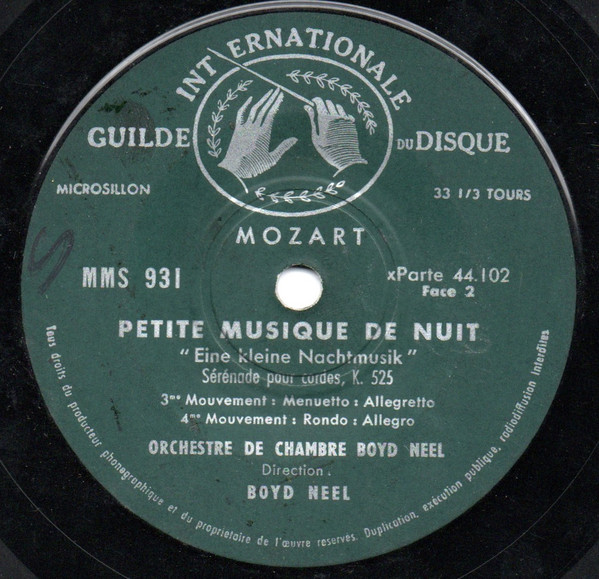 GUILDE INTERNATIONALE DU DISQUE
MICROSILLON
33 1/3 TOURS
MOZART
MMS 931
xParte 44.102
Face 2
PETITE MUSIQUE DE NUIT
"Eine kleine Nachtmusik"
Sérénade pour cordes, K. 525
3me Mouvement : Menuetto : Allegretto
4me Mouvement : Rondo : Allegro
ORCHESTRE DE CHAMBRE BOYD NEEL
Direction .
BOYD NEEL
Tous droits du producteur phonographique et du proprietaire de l'œuvre reservés. Duplication, exécution publique, radiodiffusion interdites